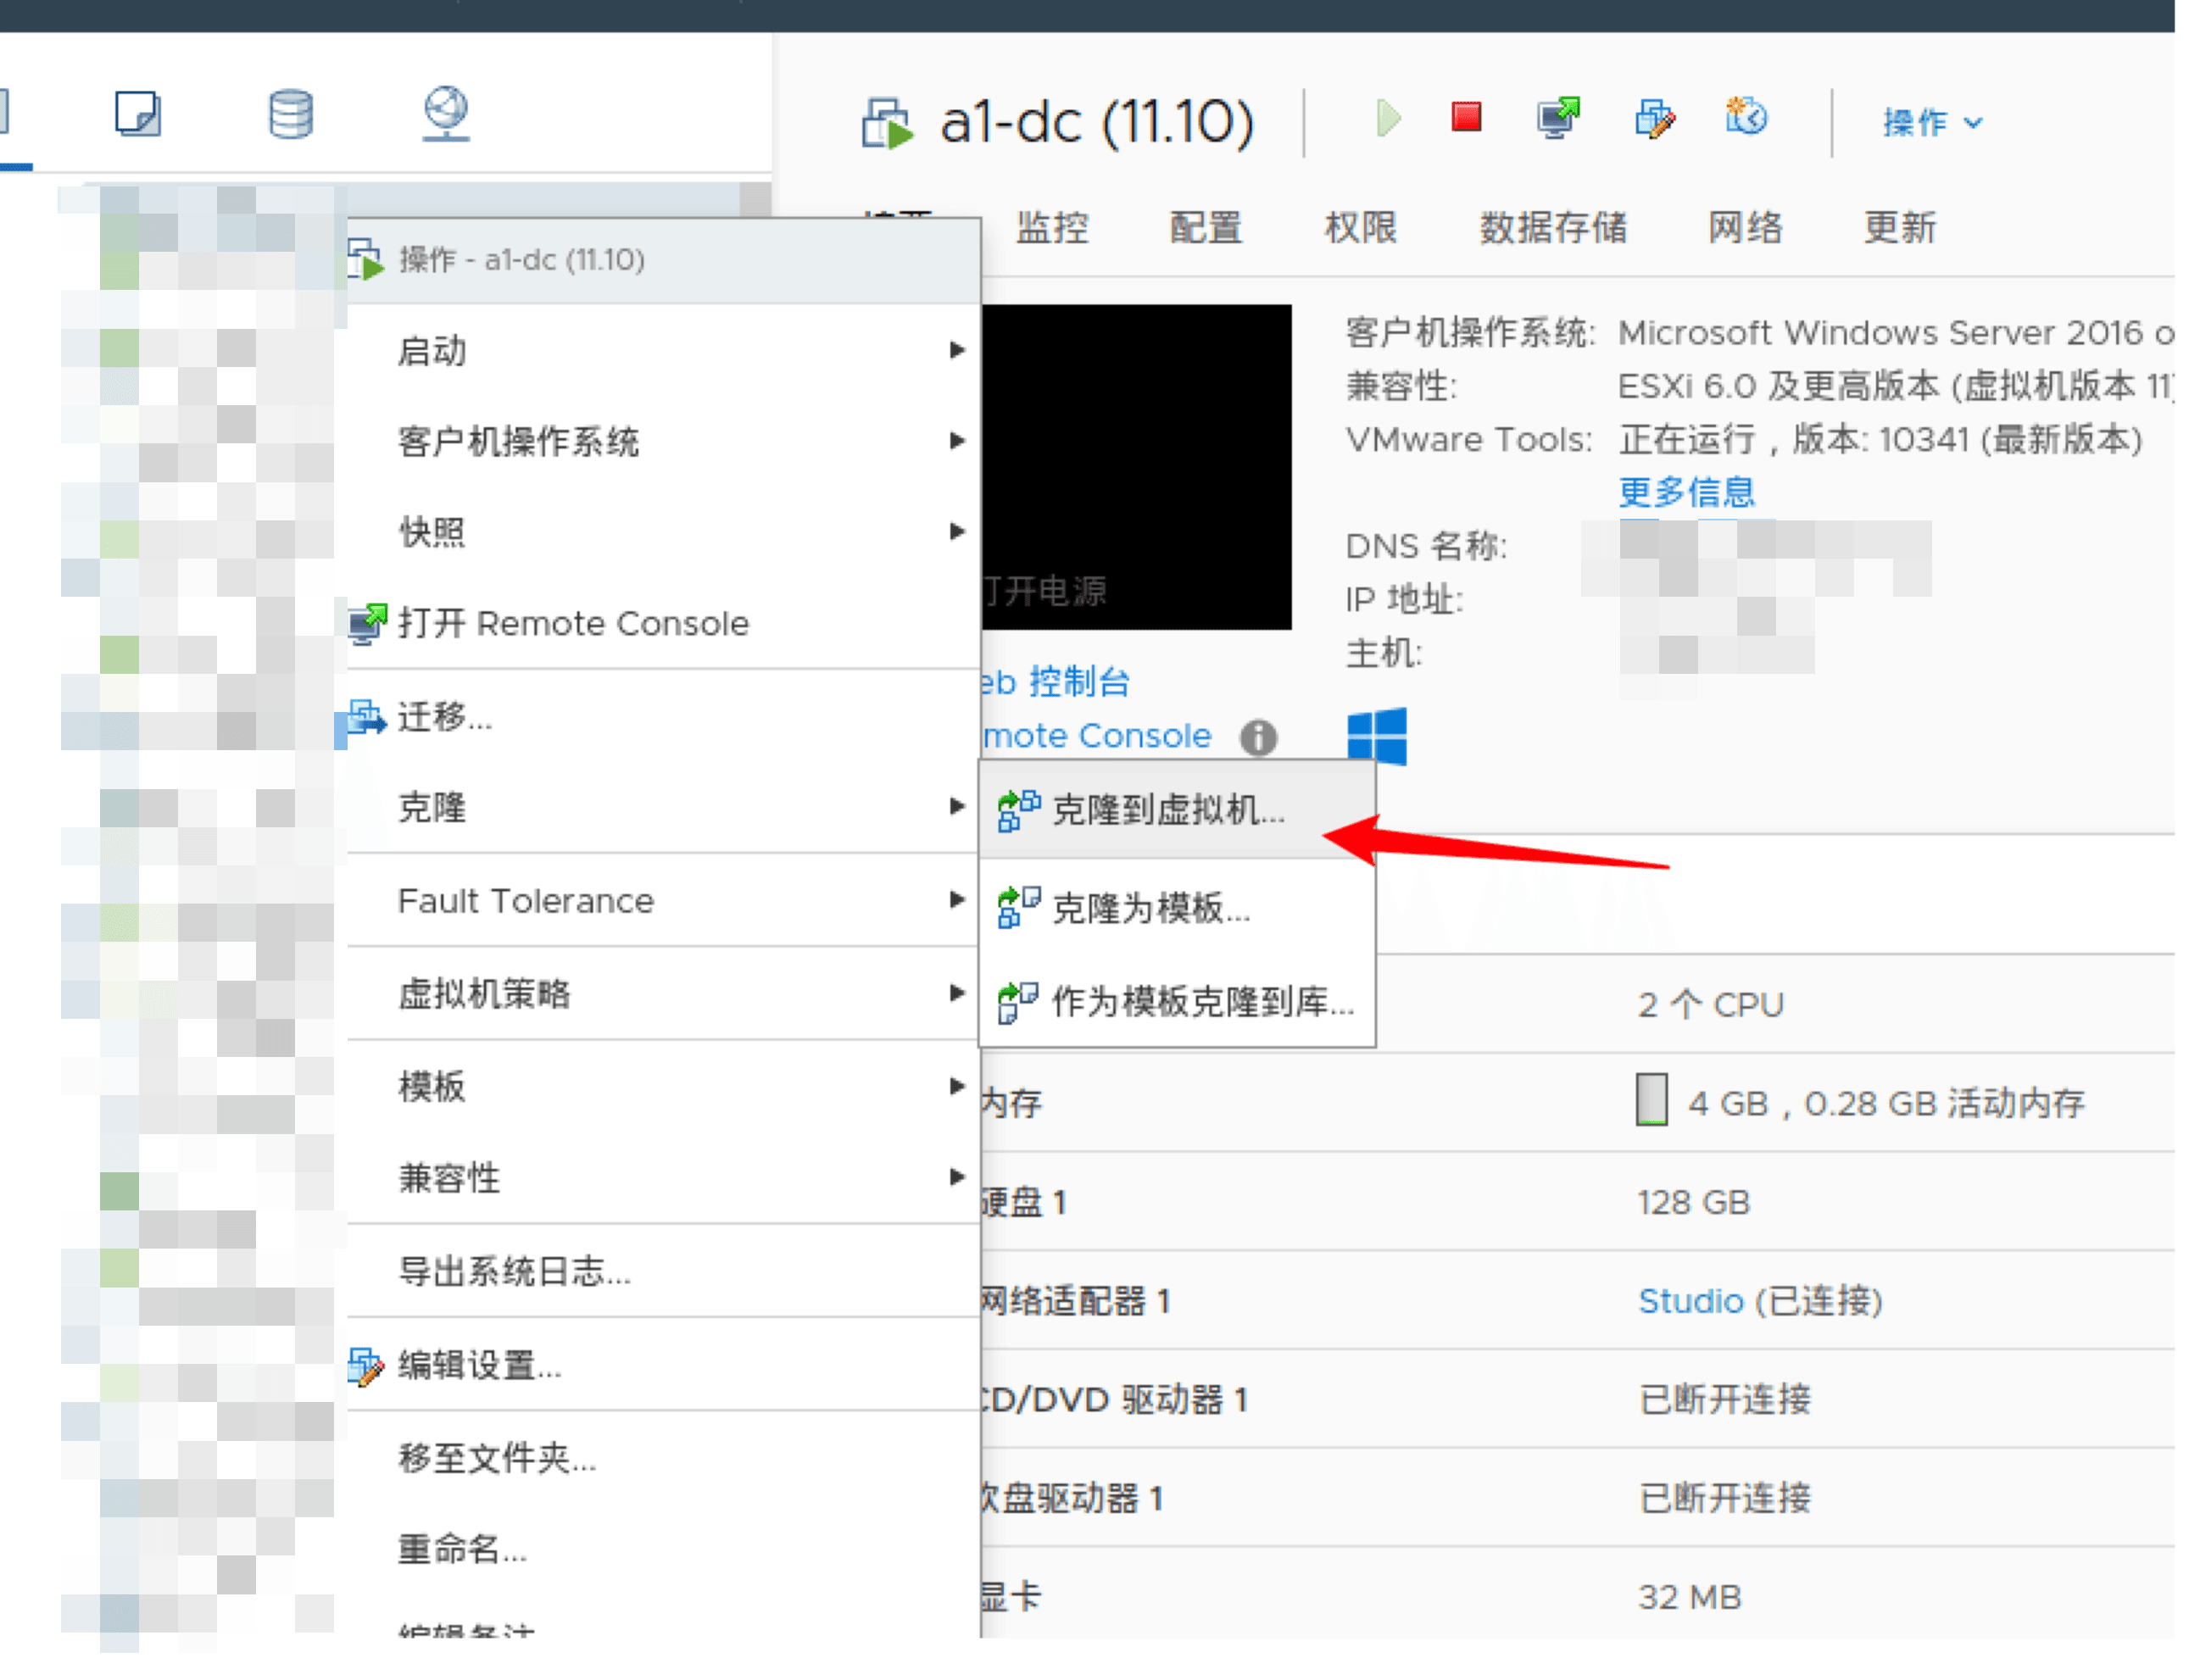 a1-dc (11.10)
操作
监控 配置 权限 数据存储 网络 更新
操作 - a1-dc (11.10)
启动
客户机操作系统
快照
打开 Remote Console
迁移...
克隆
Fault Tolerance
虚拟机策略
模板
兼容性
导出系统日志...
编辑设置...
移至文件夹...
重命名...
编辑备注
克隆到虚拟机...
克隆为模板...
作为模板克隆到库...
打开电源
eb 控制台
mote Console
客户机操作系统: Microsoft Windows Server 2016 o
兼容性: ESXi 6.0 及更高版本 (虚拟机版本 11)
VMware Tools: 正在运行，版本: 10341 (最新版本)
更多信息
DNS 名称:
IP 地址:
主机:
2 个 CPU
内存 4 GB，0.28 GB 活动内存
硬盘 1 128 GB
网络适配器 1 Studio (已连接)
CD/DVD 驱动器 1 已断开连接
软盘驱动器 1 已断开连接
显卡 32 MB